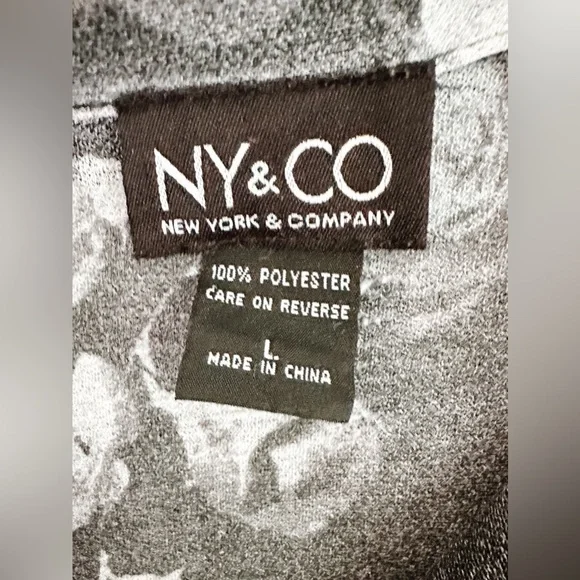 NY&CO
NEW YORK & COMPANY
100% POLYESTER
CARE ON REVERSE
L.
MADE IN CHINA